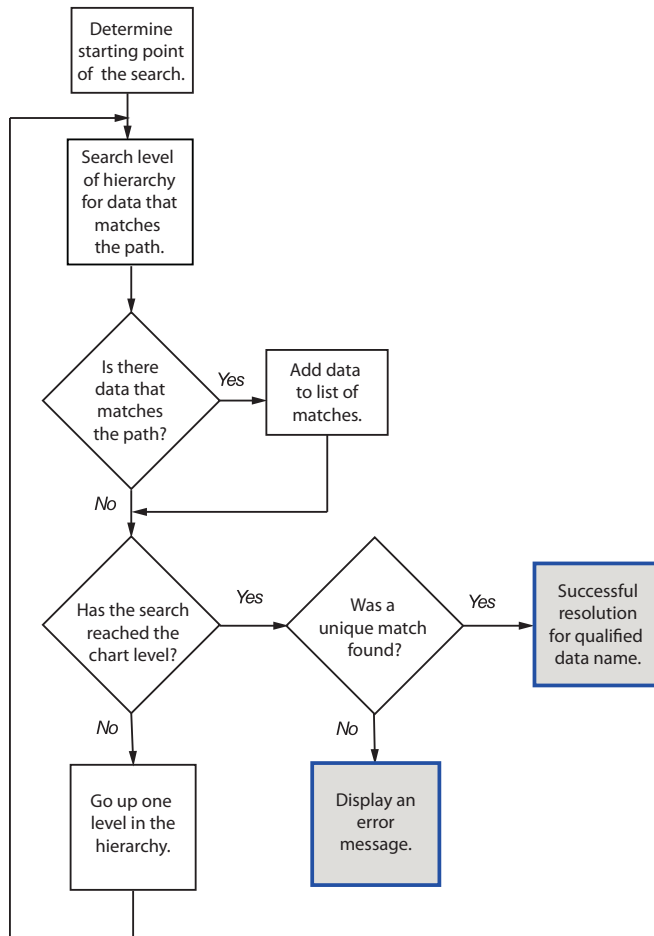 Determine
starting point
of the search.
Search level
of hierarchy
for data that
matches
the path.
Is there
data that
matches
the path?
Yes
Add data
to list of
matches.
No
Has the search
reached the
chart level?
Yes
Was a
unique match
found?
Yes
Successful
resolution
for qualified
data name.
No
Go up one
level in the
hierarchy.
No
Display an
error
message.